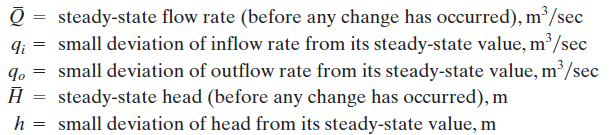 Q̄ = steady-state flow rate (before any change has occurred), m³/sec
qᵢ = small deviation of inflow rate from its steady-state value, m³/sec
qₒ = small deviation of outflow rate from its steady-state value, m³/sec
H̄ = steady-state head (before any change has occurred), m
h = small deviation of head from its steady-state value, m